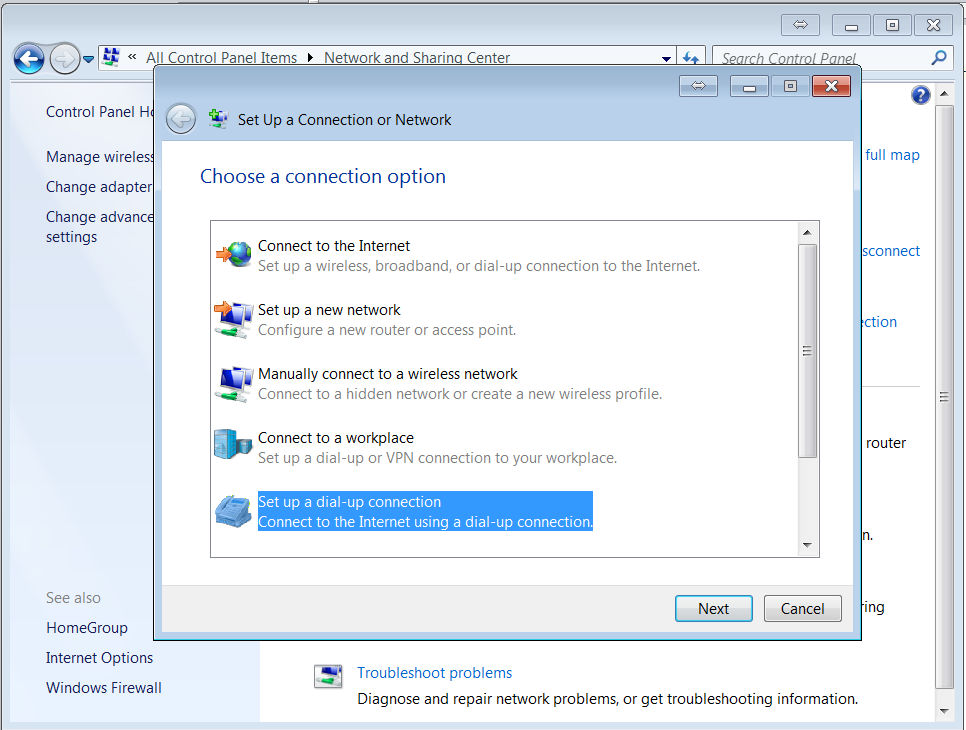 « All Control Panel Items Network and Sharing Center
Search Control Panel
Control Panel
Manage wireless
Change adapter
Change
settings
See also
HomeGroup
Internet Options
Windows Firewall
Set Up a Connection or Network
Choose a connection option
Connect to the Internet
Set up a wireless, broadband, or dial-up connection to the Internet.
Set up a new network
Configure a new router or access point.
Manually connect to a wireless network
Connect to a hidden network or create a new wireless profile.
Connect to a workplace
Set up a dial-up or VPN connection to your workplace.
Set up a dial-up connection
Connect to the Internet using a dial-up connection.
Next Cancel
full map
router
Troubleshoot problems
Diagnose and repair network problems, or get troubleshooting information.